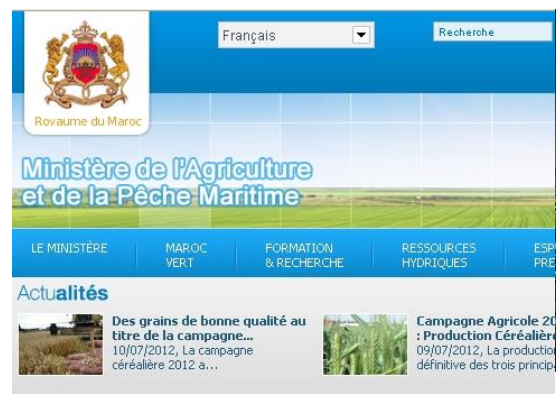 Français
Recherche
Royaume du Maroc
Ministère de l'Agriculture
et de la Pêche Maritime
LE MINISTÈRE
MAROC
VERT
FORMATION
& RECHERCHE
RESSOURCES
HYDRIQUES
Actualités
Des grains de bonne qualité au
titre de la campagne...
10/07/2012, La campagne
céréalière 2012 a...
Campagne Agricole 20
: Production Céréalière
09/07/2012, La production
définitive des trois princip